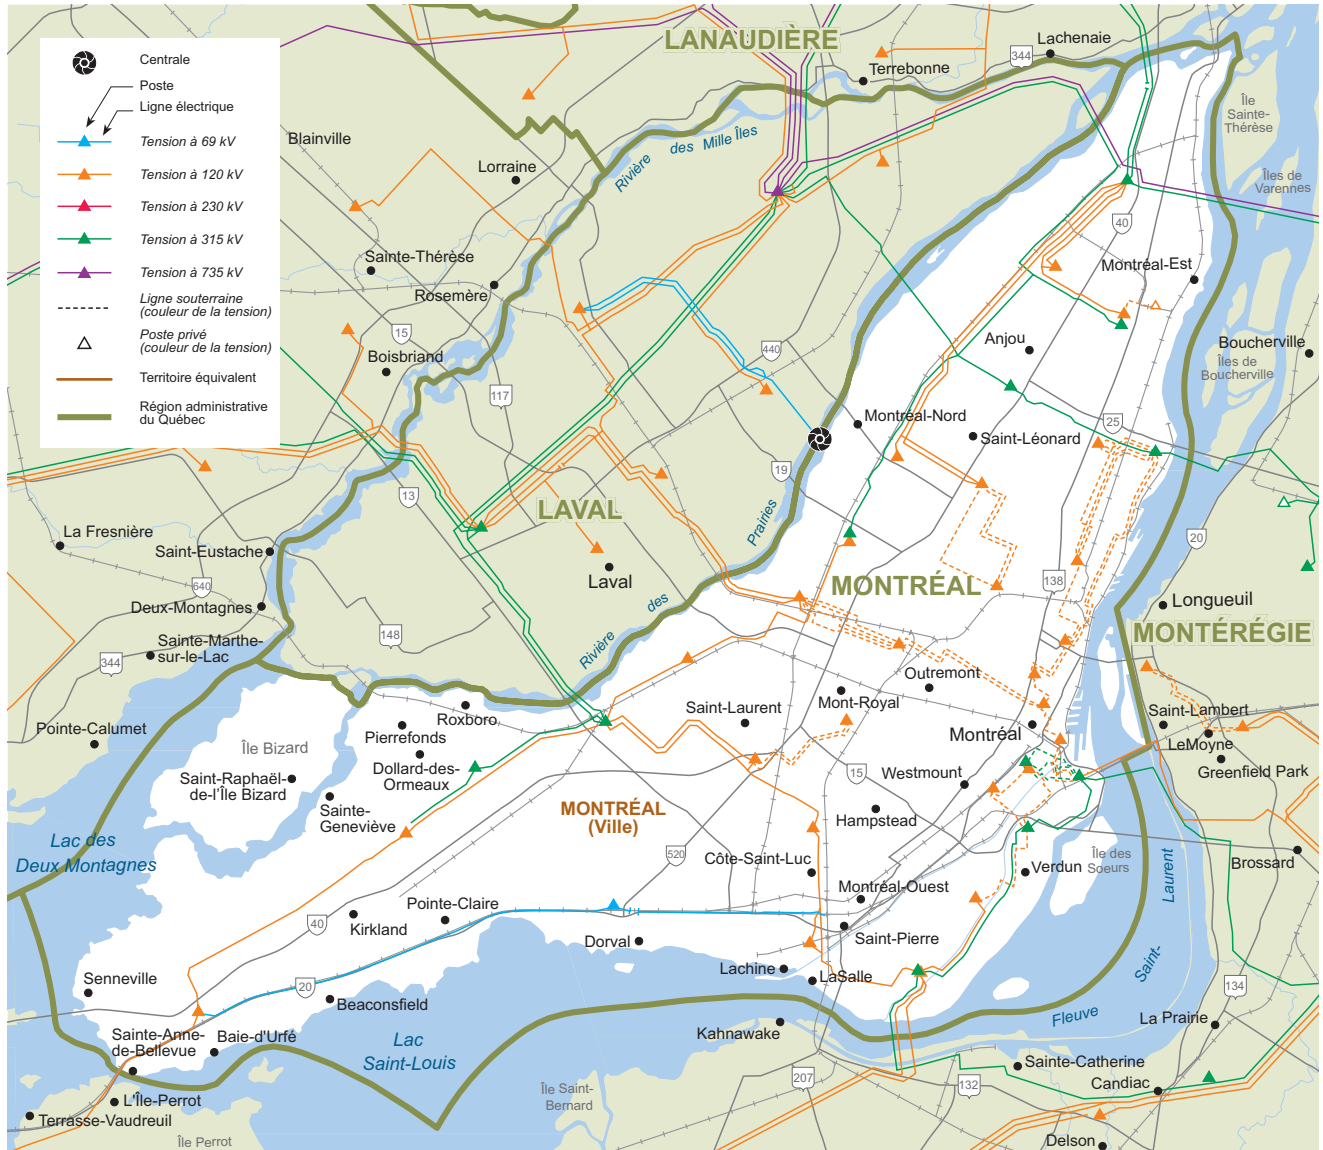 Centrale
Poste
Ligne électrique
Tension à 69 kV
Tension à 120 kV
Tension à 230 kV
Tension à 315 kV
Tension à 735 kV
Ligne souterraine
(couleur de la tension)
Poste privé
(couleur de la tension)
Territoire équivalent
Région administrative
du Québec
LANAUDIÈRE
Lachenaie
344
Terrebonne
Île
Sainte-
Thérèse
Blainville
Rivière
des Mille Îles
Lorraine
Îles de
Varennes
40
Sainte-Thérèse
Montréal-Est
Rosemère
15
Boisbriand
440
Anjou
Boucherville
Îles de
Boucherville
117
Montréal-Nord
25
Saint-Léonard
19
13
LAVAL
Prairies
La Fresnière
Saint-Eustache
20
640
Laval
MONTRÉAL
138
Deux-Montagnes
des
Longueuil
148
MONTÉRÉGIE
Sainte-Marthe-
sur-le-Lac
344
Rivière
Outremont
Roxboro
Saint-Laurent
Mont-Royal
Saint-Lambert
Pointe-Calumet
Pierrefonds
Île Bizard
Montréal
LeMoyne
Dollard-des-
Ormeaux
Saint-Raphaël-
de-l'Île Bizard
15
Westmount
Greenfield Park
Sainte-
Geneviève
MONTRÉAL
(Ville)
Hampstead
Lac des
Deux Montagnes
520
Côte-Saint-Luc
Verdun
Île des
Soeurs
Laurent
Brossard
Montréal-Ouest
40
Kirkland
Pointe-Claire
Dorval
Saint-Pierre
Saint-
Senneville
20
Beaconsfield
Lachine
LaSalle
134
Sainte-Anne-
de-Bellevue
Baie-d'Urfé
Lac
Saint-Louis
Kahnawake
Fleuve
La Prairie
Sainte-Catherine
207
132
Candiac
L'Île-Perrot
Île Saint-
Bernard
Terrasse-Vaudreuil
Île Perrot
Delson